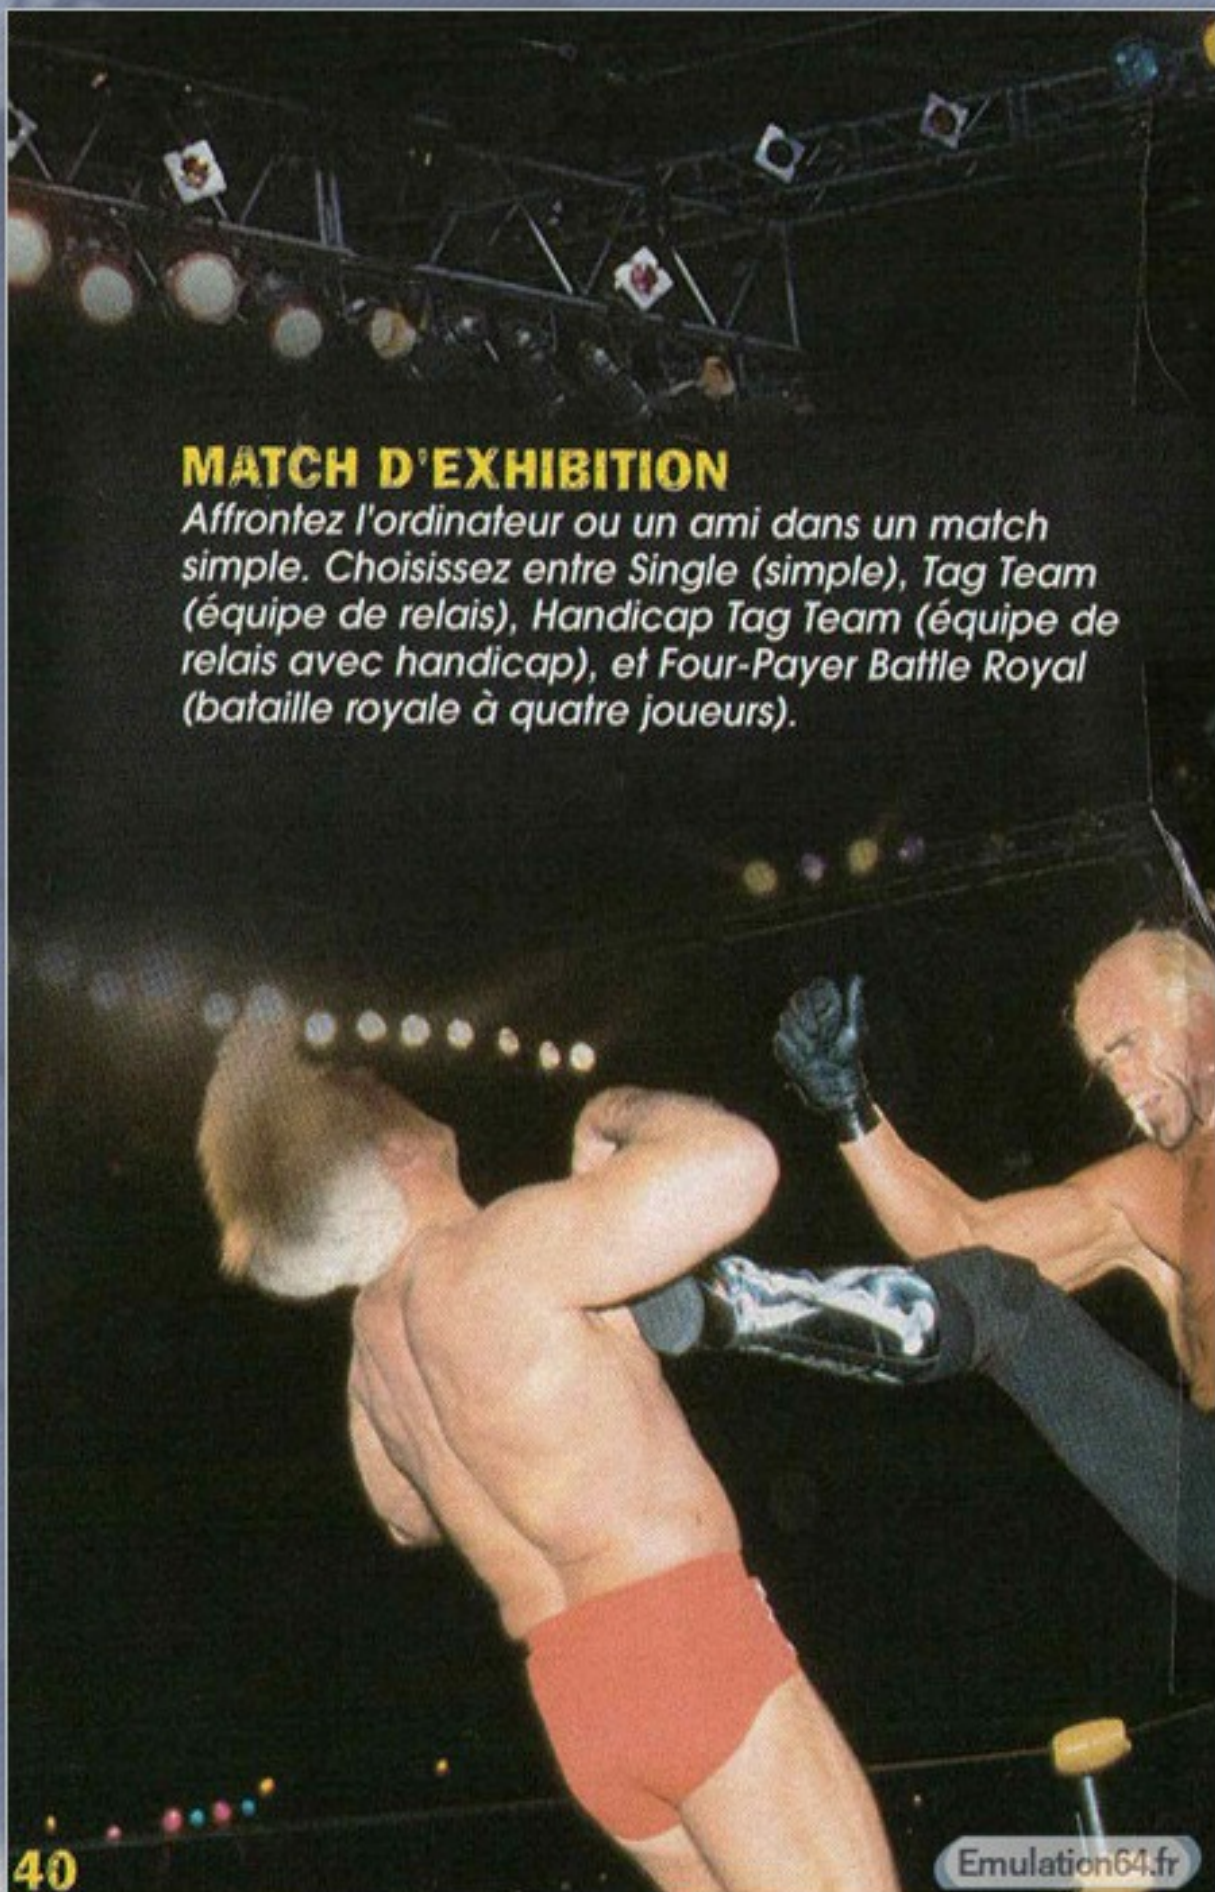 MATCH D'EXHIBITION
Affrontez l'ordinateur ou un ami dans un match
simple. Choisissez entre Single (simple), Tag Team
(équipe de relais), Handicap Tag Team (équipe de
relais avec handicap), et Four-Payer Battle Royal
(bataille royale à quatre joueurs).
40
Emulation64.fr